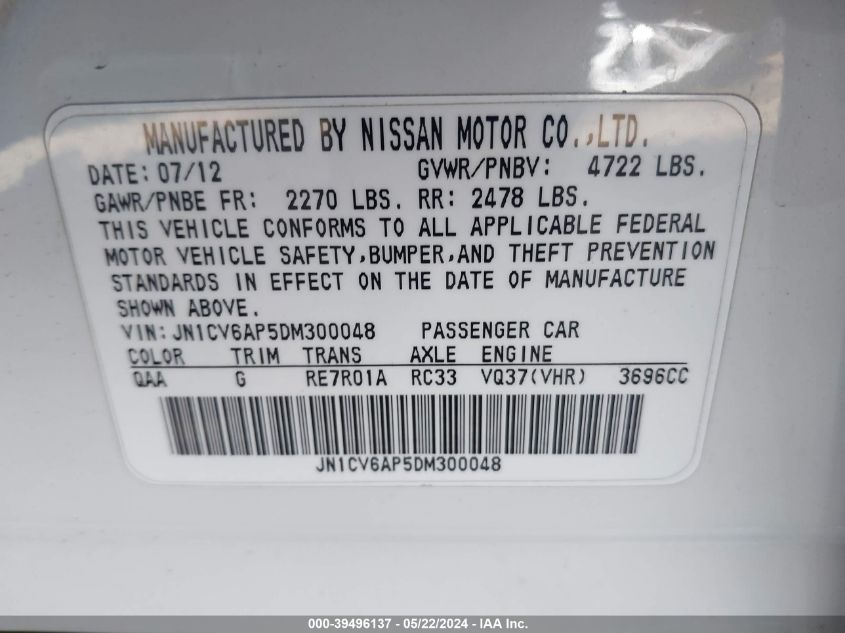 MANUFACTURED BY NISSAN MOTOR CO.,LTD.
DATE: 07/12 GVWR/PNBV: 4722 LBS.
GAWR/PNBE FR: 2270 LBS. RR: 2478 LBS.
THIS VEHICLE CONFORMS TO ALL APPLICABLE FEDERAL
MOTOR VEHICLE SAFETY,BUMPER,AND THEFT PREVENTION
STANDARDS IN EFFECT ON THE DATE OF MANUFACTURE
SHOWN ABOVE.
VIN: JN1CV6AP5DM300048 PASSENGER CAR
COLOR TRIM TRANS AXLE ENGINE
QAA G RE7R01A RC33 VQ37(VHR) 3696CC
JN1CV6AP5DM300048
000-39496137 - 05/22/2024 - IAA Inc.